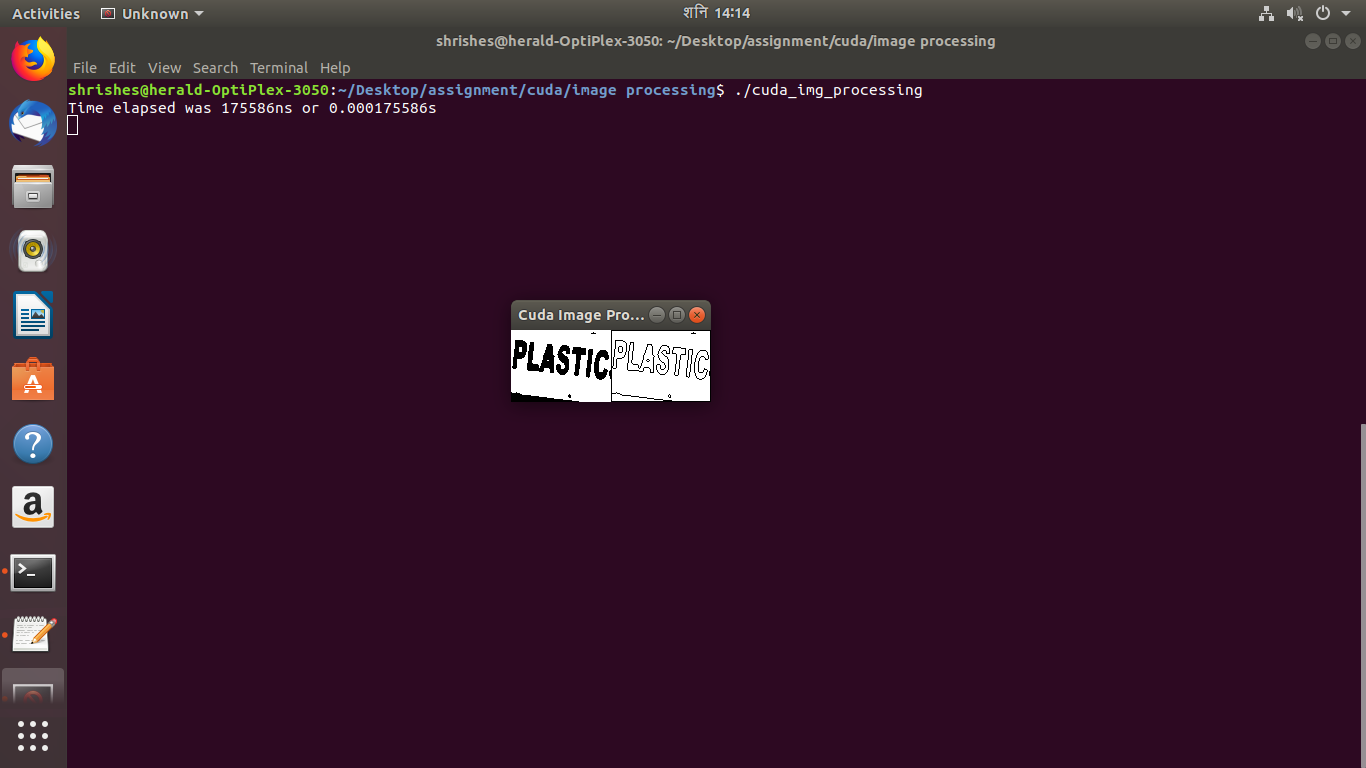 Activities Unknown शनि 14:14
shrishes@herald-OptiPlex-3050: ~/Desktop/assignment/cuda/image processing
File Edit View Search Terminal Help
shrishes@herald-OptiPlex-3050:~/Desktop/assignment/cuda/image processing$ ./cuda_img_processing
Time elapsed was 175586ns or 0.000175586s
Cuda Image Pro...
PLASTIC PLASTIC